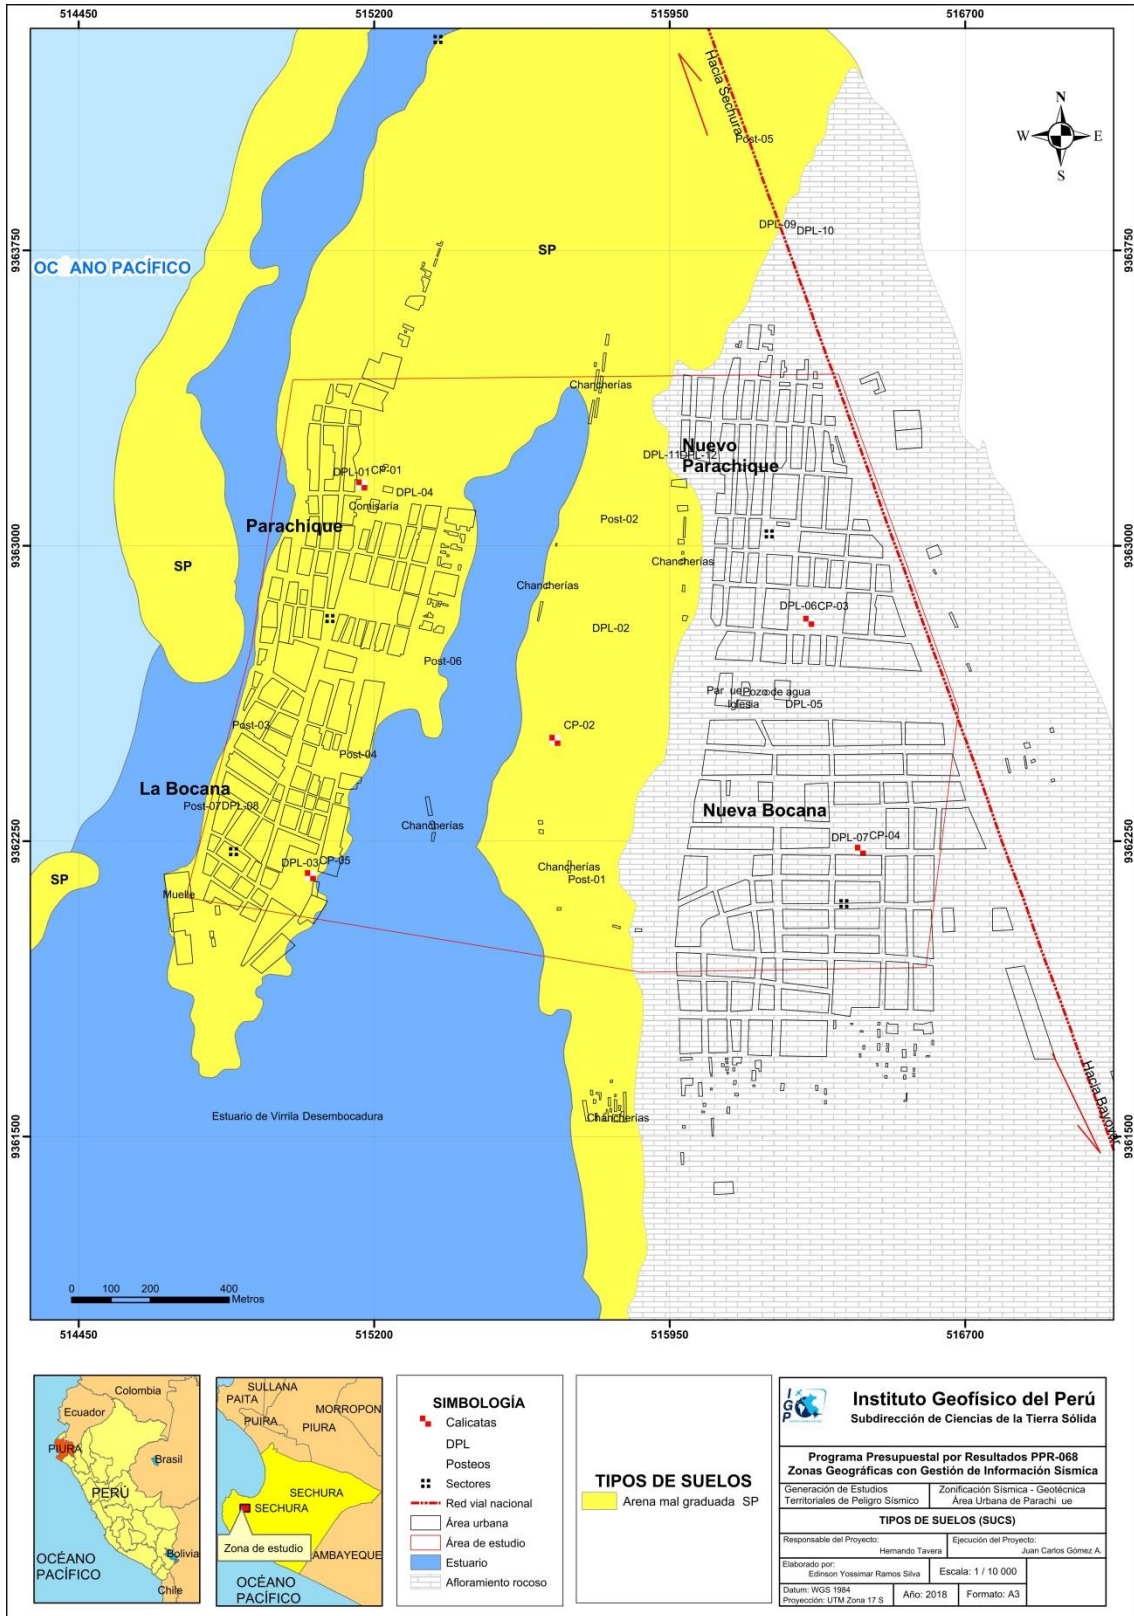 514450
515200
515950
516700
Hacia Sechura
N
W
E
S
Post-05
DPL-09
DPL-10
9363750
SP
9363750
OC ANO PACÍFICO
Chancherías
Nuevo
Parachique
DPL-11
DPL-12
DPL-01
CP-01
DPL-04
Comisaría
Parachique
Post-02
9363000
9363000
SP
Chancherías
Chancherías
DPL-06
CP-03
DPL-02
Post-06
Par ue
Pozo de agua
Iglesia
DPL-05
Post-03
CP-02
Post-04
La Bocana
Post-07
DPL-08
Nueva Bocana
Chancherías
DPL-07
CP-04
9362250
9362250
DPL-03
CP-05
Chancherías
SP
Post-01
Muelle
Hacia Bayovar
Estuario de Virrila Desembocadura
Chancherías
9361500
9361500
0 100 200 400
Metros
514450
515200
515950
516700
Colombia
Ecuador
PIURA
Brasil
PERÚ
OCÉANO
PACÍFICO
Bolivia
Chile
SULLANA
PAITA
MORROPON
PUIRA
PIURA
SECHURA
SECHURA
Zona de estudio
AMBAYEQUE
OCÉANO
PACÍFICO
SIMBOLOGÍA
Calicatas
DPL
Posteos
Sectores
Red vial nacional
Área urbana
Área de estudio
Estuario
Afloramiento rocoso
TIPOS DE SUELOS
Arena mal graduada SP
IGP
Instituto Geofísico del Perú
Subdirección de Ciencias de la Tierra Sólida
Programa Presupuestal por Resultados PPR-068
Zonas Geográficas con Gestión de Información Sísmica
Generación de Estudios
Territoriales de Peligro Sísmico
Zonificación Sísmica - Geotécnica
Área Urbana de Parachi ue
TIPOS DE SUELOS (SUCS)
Responsable del Proyecto:
Hernando Tavera
Ejecución del Proyecto:
Juan Carlos Gómez A.
Elaborado por:
Edinson Yossimar Ramos Silva
Escala: 1 / 10 000
Datum: WGS 1984
Proyección: UTM Zona 17 S
Año: 2018
Formato: A3